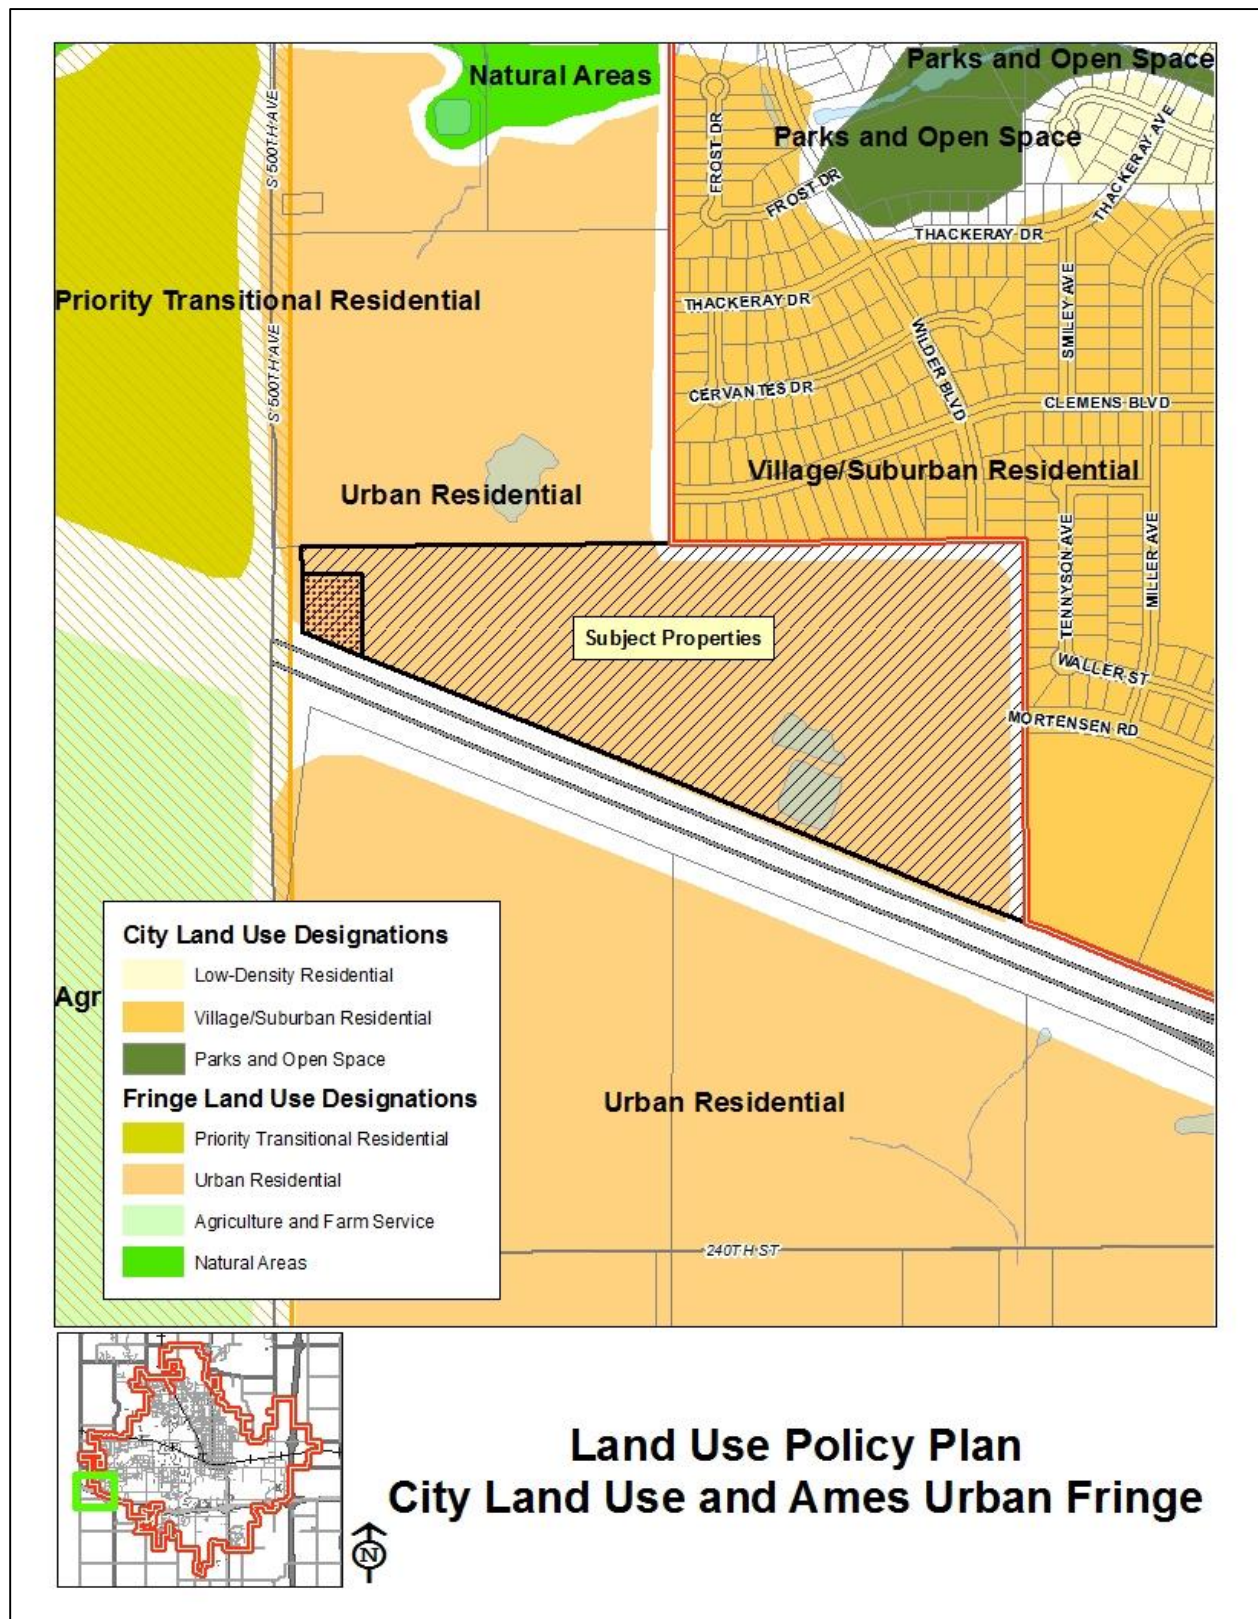 Natural Areas
Parks and Open Space
Parks and Open Space
S 500TH AVE
FROST DR
FROST DR
THACKERAY AVE
THACKERAY DR
Priority Transitional Residential
THACKERAY DR
SMILEY AVE
S 500TH AVE
WILDER BLVD
CERVANTES DR
CLEMENS BLVD
Village/Suburban Residential
Urban Residential
TENNYSON AVE
MILLER AVE
Subject Properties
WALLER ST
MORTENSEN RD
Agr
City Land Use Designations
Low-Density Residential
Village/Suburban Residential
Parks and Open Space
Fringe Land Use Designations
Priority Transitional Residential
Urban Residential
Agriculture and Farm Service
Natural Areas
Urban Residential
240TH ST
N
Land Use Policy Plan
City Land Use and Ames Urban Fringe